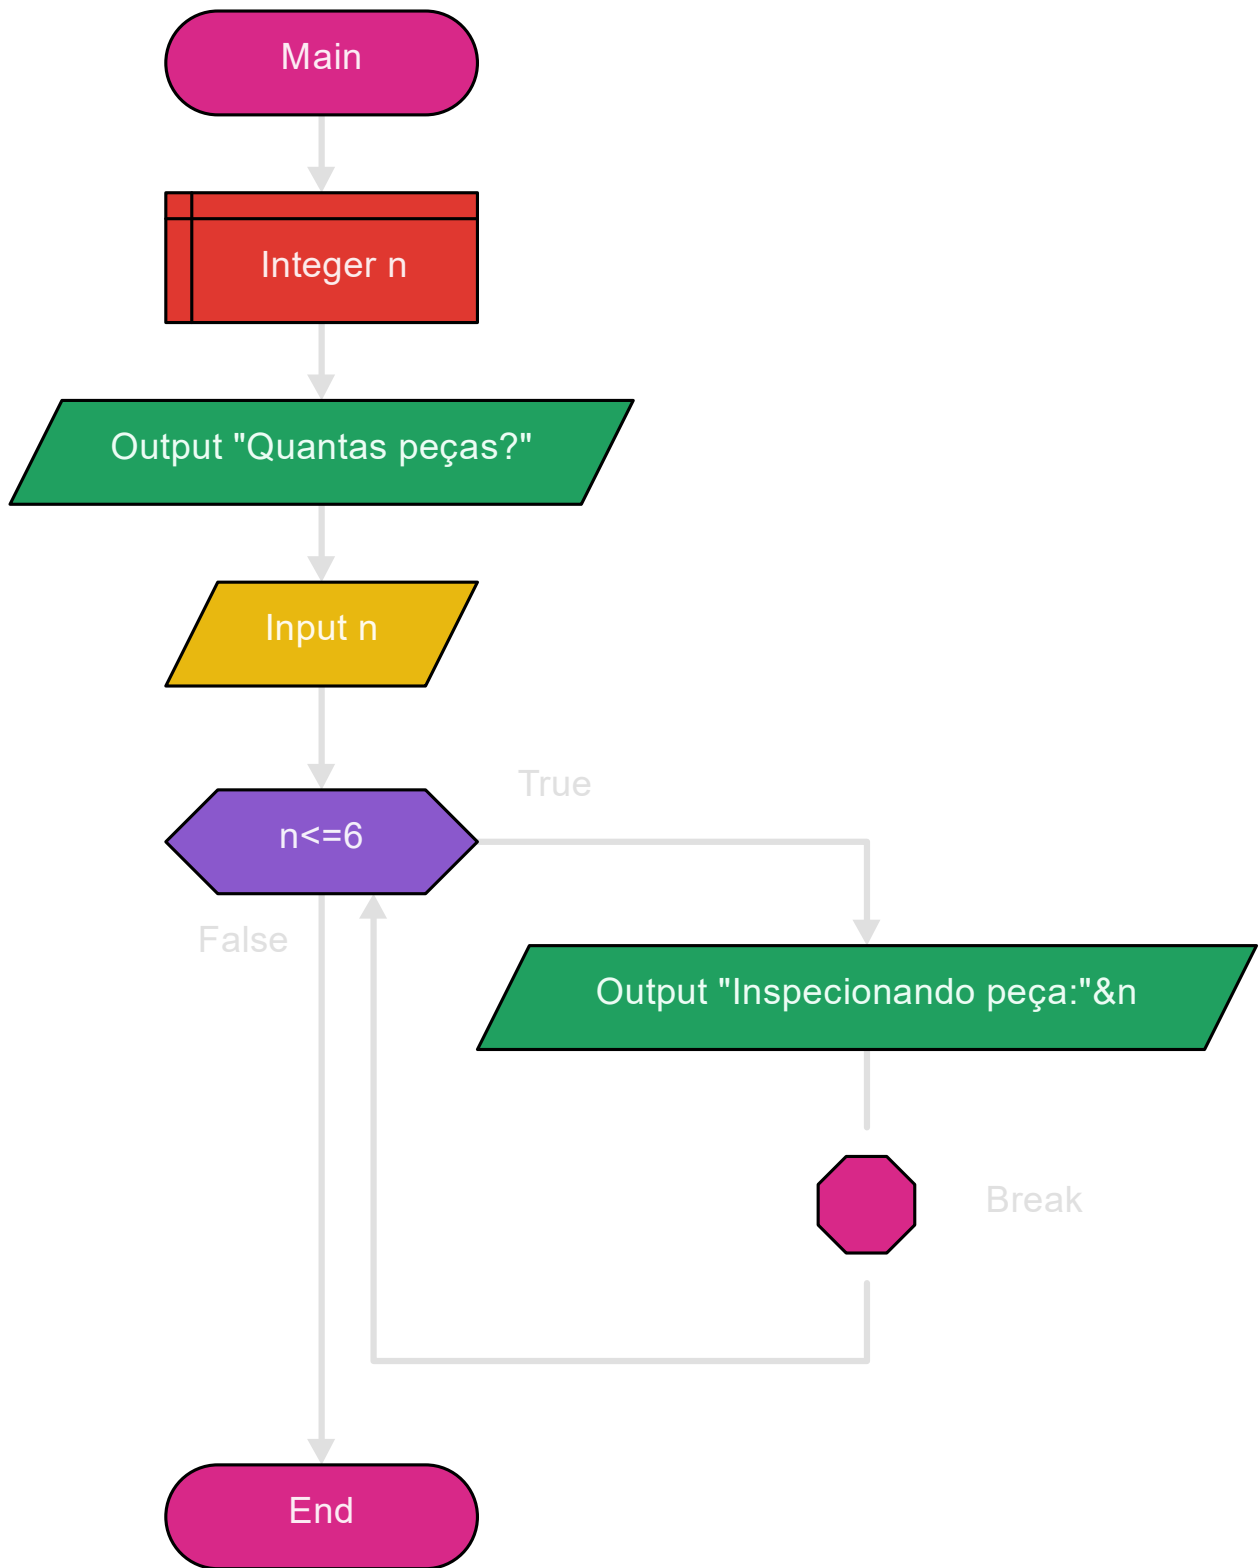 Main
Integer n
Output "Quantas peças?"
Input n
n<=6
True
False
Output "Inspecionando peça:"&n
Break
End